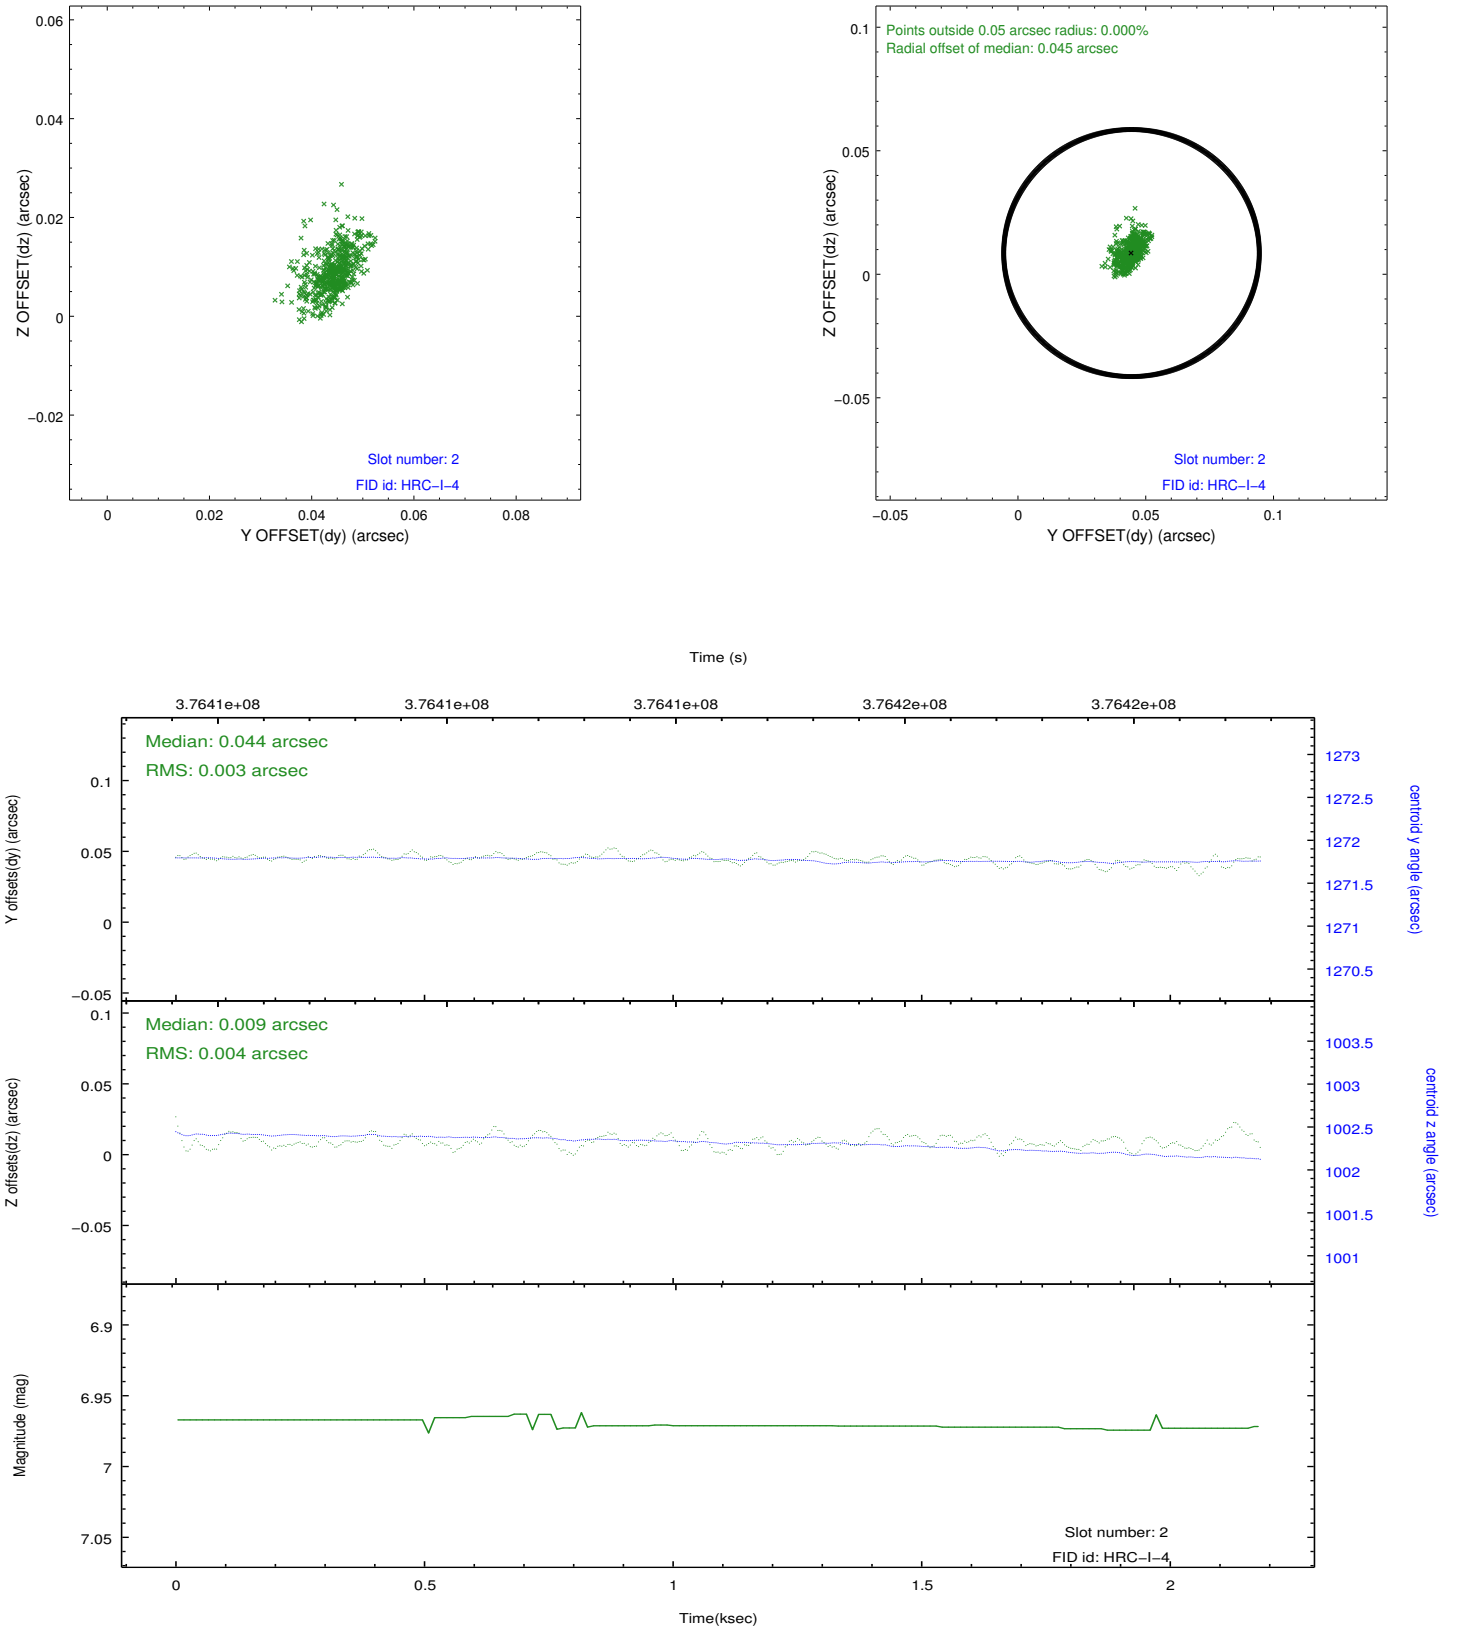 0.06
0.04
0.02
0
−0.02
Z OFFSET(dz) (arcsec)
Slot number: 2
FID id: HRC−I−4
0 0.02 0.04 0.06 0.08
Y OFFSET(dy) (arcsec)
Points outside 0.05 arcsec radius: 0.000%
Radial offset of median: 0.045 arcsec
0.1
0.05
0
−0.05
Z OFFSET(dz) (arcsec)
Slot number: 2
FID id: HRC−I−4
−0.05 0 0.05 0.1
Y OFFSET(dy) (arcsec)
Time (s)
3.7641e+08 3.7641e+08 3.7641e+08 3.7642e+08 3.7642e+08
Median: 0.044 arcsec
RMS: 0.003 arcsec
0.1
0.05
0
−0.05
Y offsets(dy) (arcsec)
1273
1272.5
1272
1271.5
1271
1270.5
centroid y angle (arcsec)
Median: 0.009 arcsec
RMS: 0.004 arcsec
0.1
0.05
0
−0.05
Z offsets(dz) (arcsec)
1003.5
1003
1002.5
1002
1001.5
1001
centroid z angle (arcsec)
6.9
6.95
7
7.05
Magnitude (mag)
Slot number: 2
FID id: HRC−I−4
0 0.5 1 1.5 2
Time(ksec)